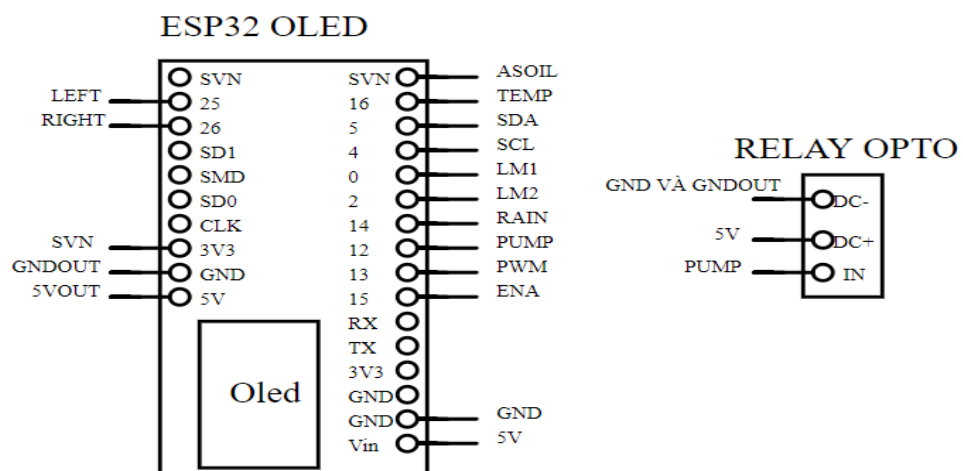 ESP32 OLED
SVN SVN ASOIL
LEFT 25 16 TEMP
RIGHT 26 5 SDA
SD1 4 SCL
SMD 0 LM1
SD0 2 LM2
CLK 14 RAIN
SVN 3V3 12 PUMP
GNDOUT GND 13 PWM
5VOUT 5V 15 ENA
RX
TX
3V3
GND
GND GND
Vin 5V
Oled
RELAY OPTO
GND VÀ GNDOUT DC-
5V DC+
PUMP IN